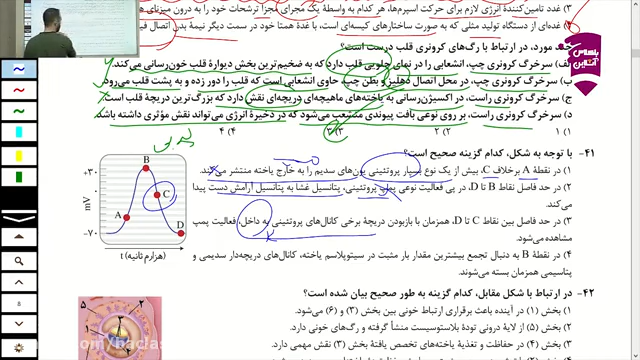 ۳) غدد تامین‌کنندهٔ انرژی لازم برای حرکت اسپرم‌ها هر کدام به واسطهٔ یک مجرای مجزا ترشحات خود را به درون میزنای
۴) غده‌ای از دستگاه تولید مثلی که به صورت ساختارهای کیسه‌ای است، با غدهٔ همتا خود در سمت دیگر نیمهٔ بدن اتصال
مورد، در ارتباط با رگ‌های کرونری قلب درست است؟
الف) سرخرگ کرونری چپ، انشعابی را در نمای جلویی قلب دارد که به ضخیم‌ترین بخش دیوارهٔ قلب خون‌رسانی می‌کند.
ب) سرخرگ کرونری چپ، در محل اتصال دهلیز و بطن چپ، حاوی انشعابی است که قلب را دور زده و به پشت قلب می‌رود.
ج) سرخرگ کرونری راست، در اکسیژن‌رسانی به یاخته‌های ماهیچه‌ای دریچه‌ای نقش دارد که بزرگ‌ترین دریچهٔ قلب است.
د) سرخرگ کرونری راست، بر روی نوعی بافت پیوندی منشعب می‌شود که در ذخیرهٔ انرژی می‌تواند نقش مؤثری داشته باشد.
۱) ۱ ۲) ۲ ۳) ۳ ۴) ۴
۴۱- با توجه به شکل، کدام گزینه صحیح است؟
۱) در نقطهٔ A برخلاف C، بیش از یک نوع پروتئینی یون‌های سدیم را به خارج یاخته منتشر می‌کند.
۲) در حد فاصل نقاط B تا D، در پی فعالیت نوعی پمپ پروتئینی، پتانسیل غشا به پتانسیل آرامش دست پیدا
می‌کند.
۳) در حد فاصل بین نقاط C تا D، همزمان با بازبودن دریچهٔ برخی کانال‌های پروتئینی به داخل، فعالیت پمپ
مشاهده می‌شود.
۴) در نقطهٔ B به دنبال تجمع بیشترین مقدار بار مثبت در سیتوپلاسم یاخته، کانال‌های دریچه‌دار سدیمی و
پتاسیمی همزمان بسته می‌شوند.
+۳۰
mV
-۷۰
A
B
C
D
t (هزارم ثانیه)
۴۲- در ارتباط با شکل مقابل، کدام گزینه به طور صحیح بیان شده است؟
۱) بخش (۱) در آینده باعث برقراری ارتباط خونی بین بخش (۳) و (۶) می‌شود.
۲) بخش (۵) از لایهٔ درونی تودهٔ بلاستوسیست منشأ گرفته و رگ‌های خونی دارد.
۳) بخش (۴) در حفاظت و تغذیهٔ یاخته‌های تخصص یافتهٔ بخش (۳) نقش مهمی دارد.
۱
۲
۳
۵
8